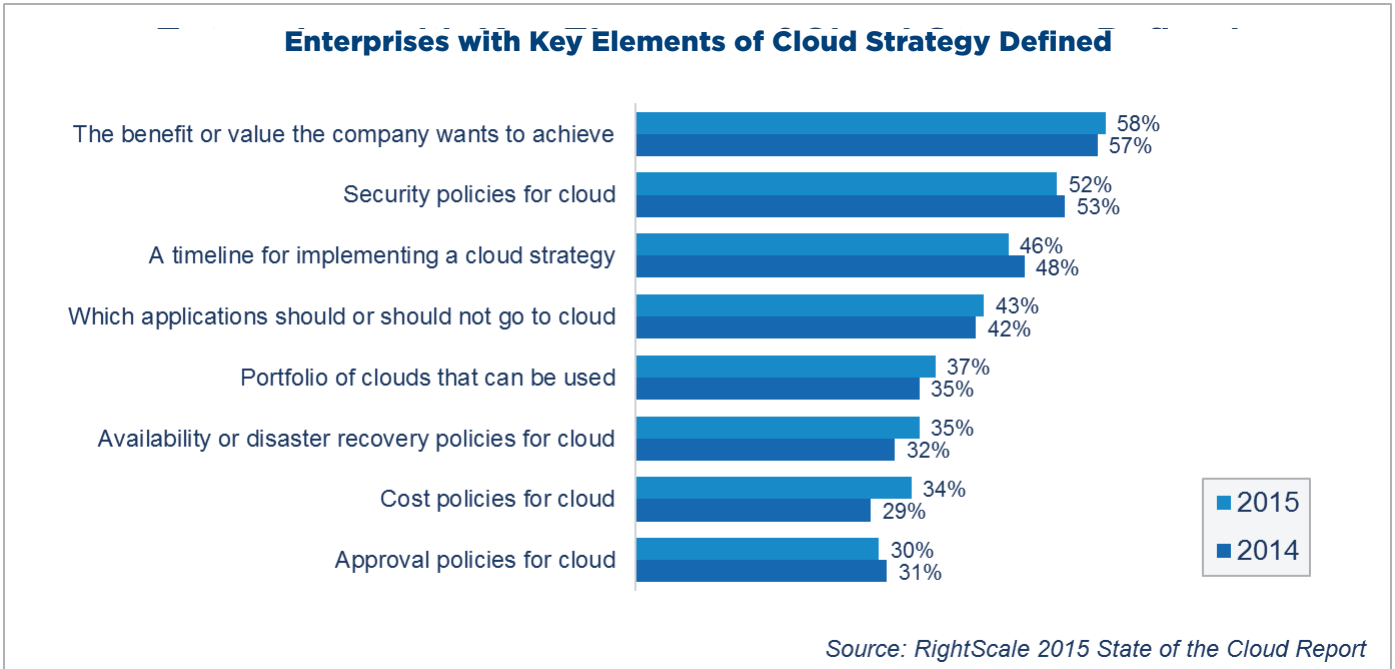 Enterprises with Key Elements of Cloud Strategy Defined
The benefit or value the company wants to achieve
58%
57%
Security policies for cloud
52%
53%
A timeline for implementing a cloud strategy
46%
48%
Which applications should or should not go to cloud
43%
42%
Portfolio of clouds that can be used
37%
35%
Availability or disaster recovery policies for cloud
35%
32%
Cost policies for cloud
34%
29%
Approval policies for cloud
30%
31%
2015
2014
Source: RightScale 2015 State of the Cloud Report